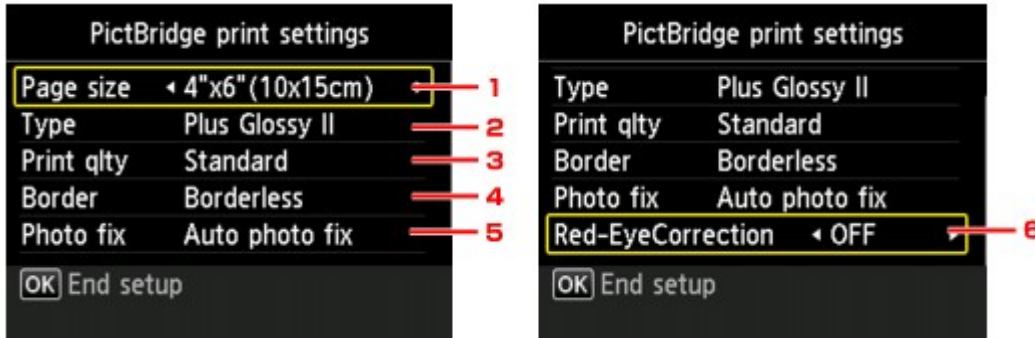 PictBridge print settings
Page size ◂ 4"x6"(10x15cm) 1
Type Plus Glossy II 2
Print qlty Standard 3
Border Borderless 4
Photo fix Auto photo fix 5
OK End setup
PictBridge print settings
Type Plus Glossy II
Print qlty Standard
Border Borderless
Photo fix Auto photo fix
Red-EyeCorrection ◂ OFF ▸ 6
OK End setup